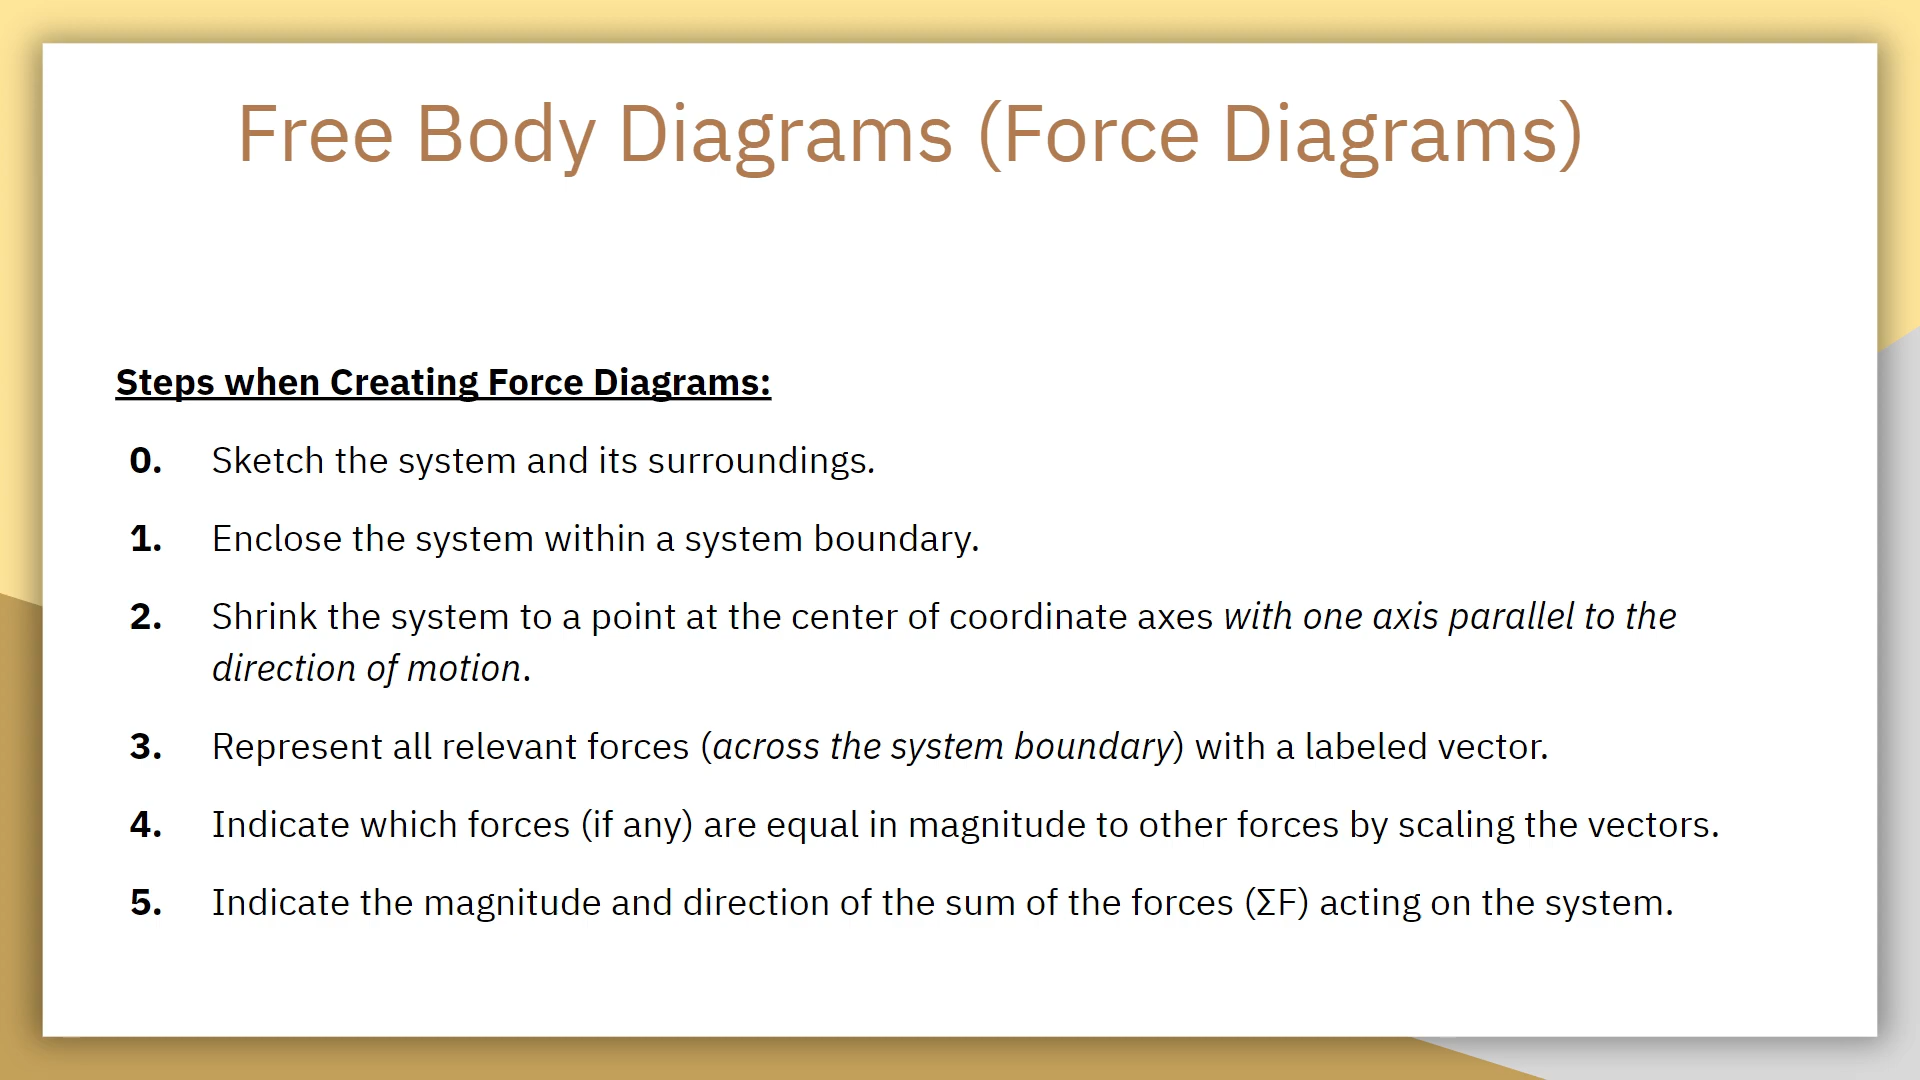 Free Body Diagrams (Force Diagrams)
Steps when Creating Force Diagrams:
0. Sketch the system and its surroundings.
1. Enclose the system within a system boundary.
2. Shrink the system to a point at the center of coordinate axes with one axis parallel to the
direction of motion.
3. Represent all relevant forces (across the system boundary) with a labeled vector.
4. Indicate which forces (if any) are equal in magnitude to other forces by scaling the vectors.
5. Indicate the magnitude and direction of the sum of the forces (ΣF) acting on the system.